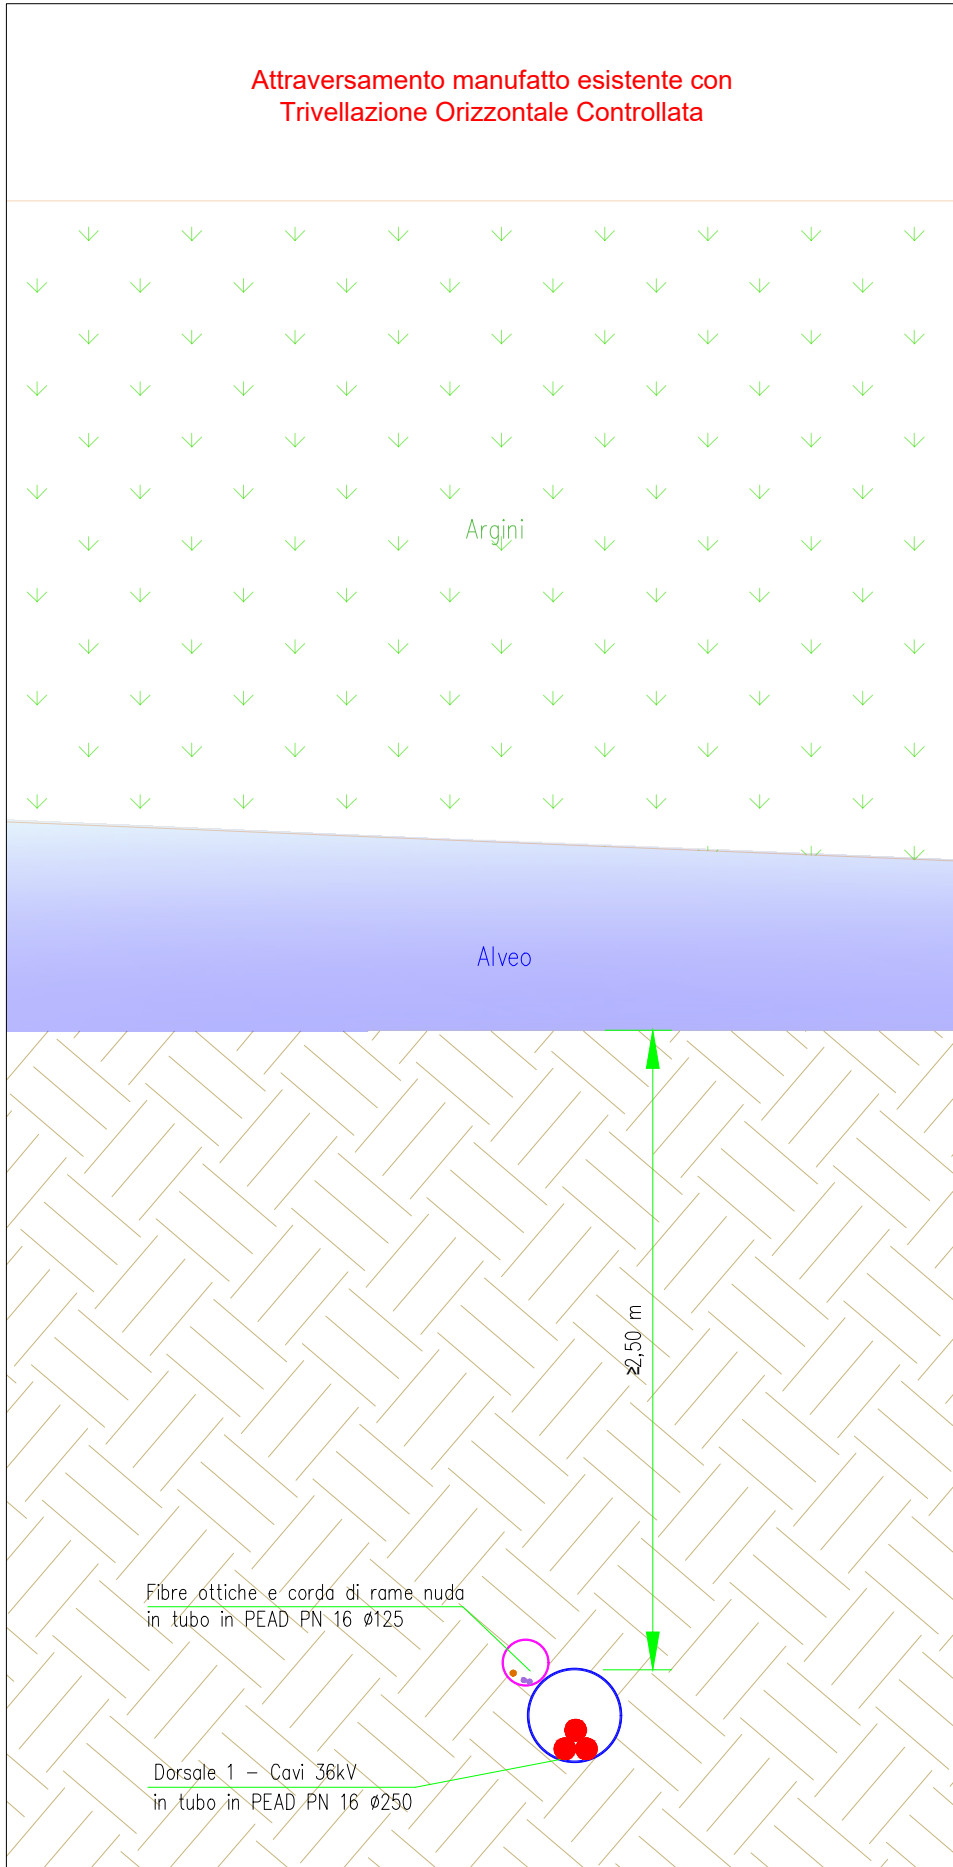 Attraversamento manufatto esistente con
Trivellazione Orizzontale Controllata
Argini
Alveo
≥2,50 m
Fibre ottiche e corda di rame nuda
in tubo in PEAD PN 16 ø125
Dorsale 1 - Cavi 36kV
in tubo in PEAD PN 16 ø250